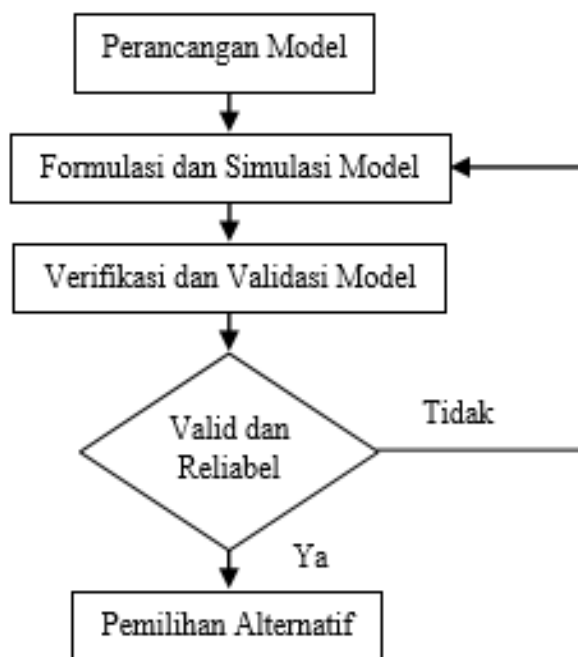 Perancangan Model
Formulasi dan Simulasi Model
Verifikasi dan Validasi Model
Valid dan
Reliabel
Tidak
Ya
Pemilihan Alternatif